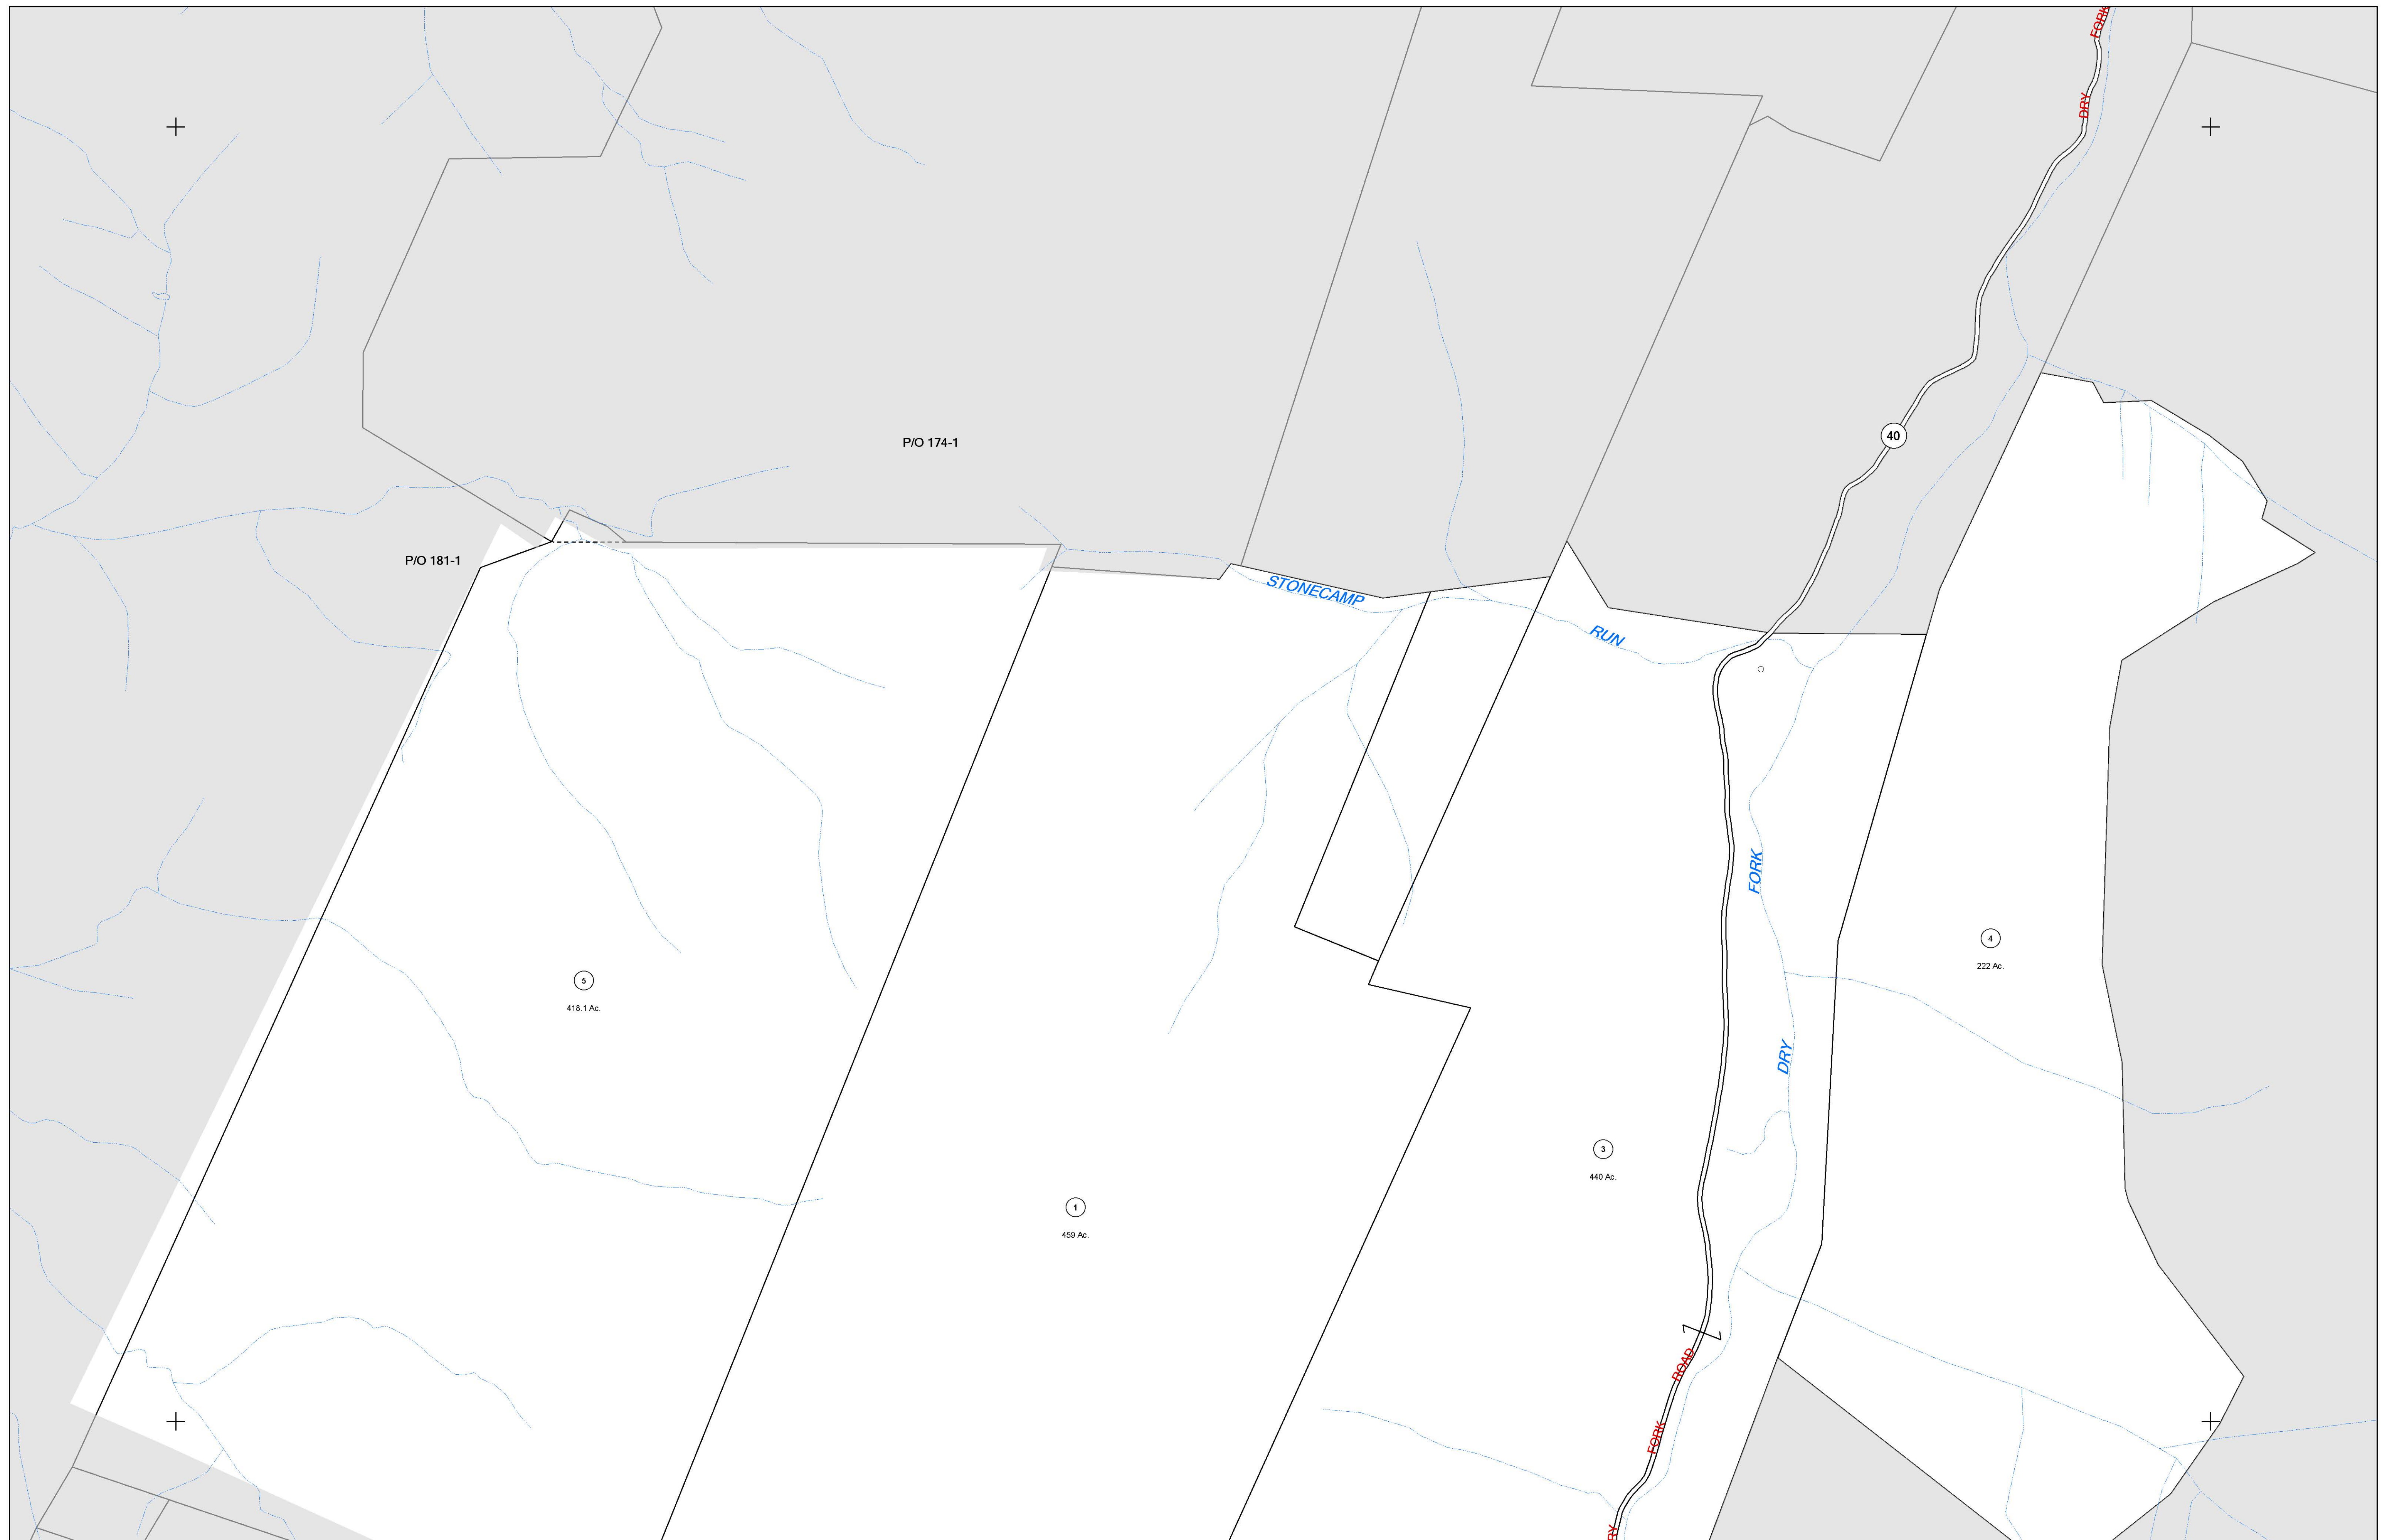 FORK
DRY
40
P/O 174-1
P/O 181-1
STONECAMP
RUN
FORK
4
222 Ac.
5
418.1 Ac.
DRY
3
440 Ac.
1
459 Ac.
ROAD
FORK